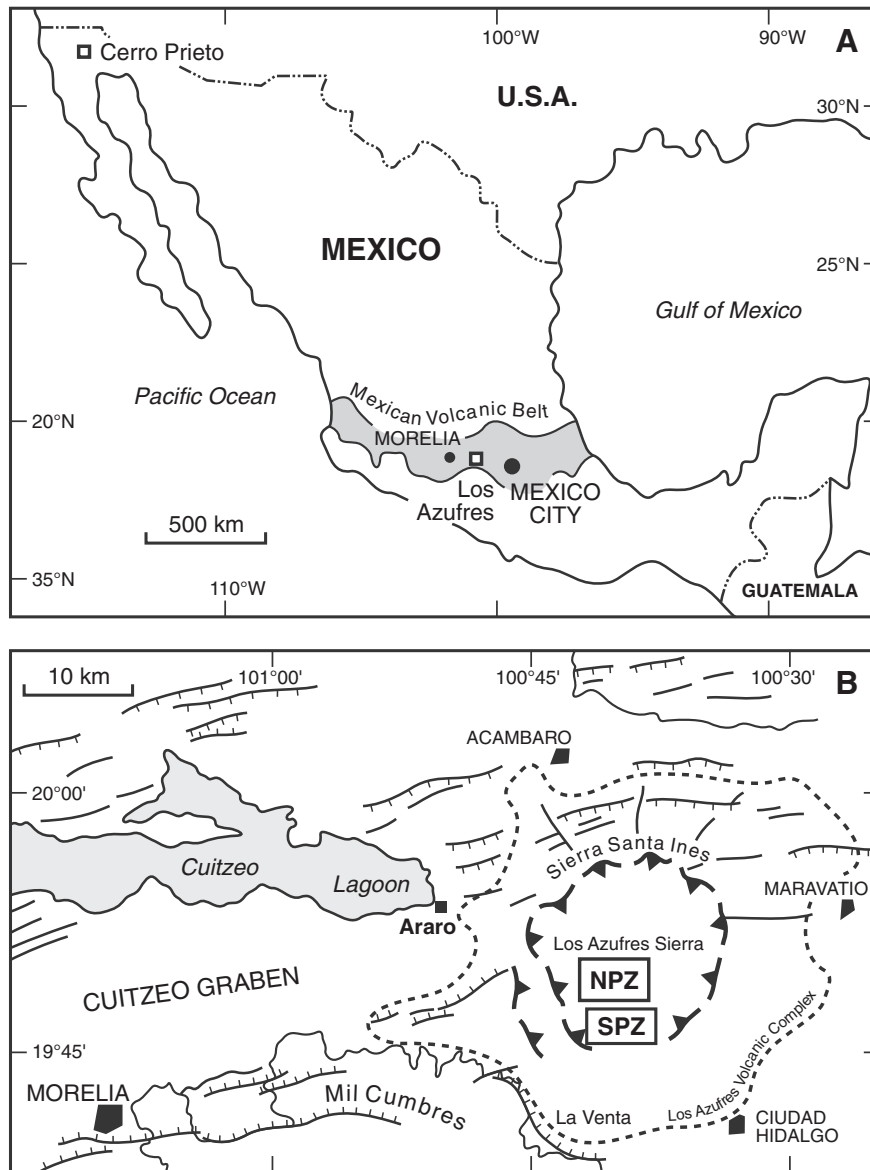 100°W
90°W
A
Cerro Prieto
U.S.A.
30°N
MEXICO
25°N
Gulf of Mexico
Pacific Ocean
Mexican Volcanic Belt
20°N
MORELIA
Los
Azufres
MEXICO
CITY
500 km
35°N
110°W
GUATEMALA
10 km
101°00'
100°45'
100°30'
B
ACAMBARO
20°00'
Sierra Santa Ines
Cuitzeo
Lagoon
MARAVATIO
Araro
Los Azufres Sierra
CUITZEO GRABEN
NPZ
SPZ
19°45'
Los Azufres Volcanic Complex
MORELIA
Mil Cumbres
La Venta
CIUDAD
HIDALGO